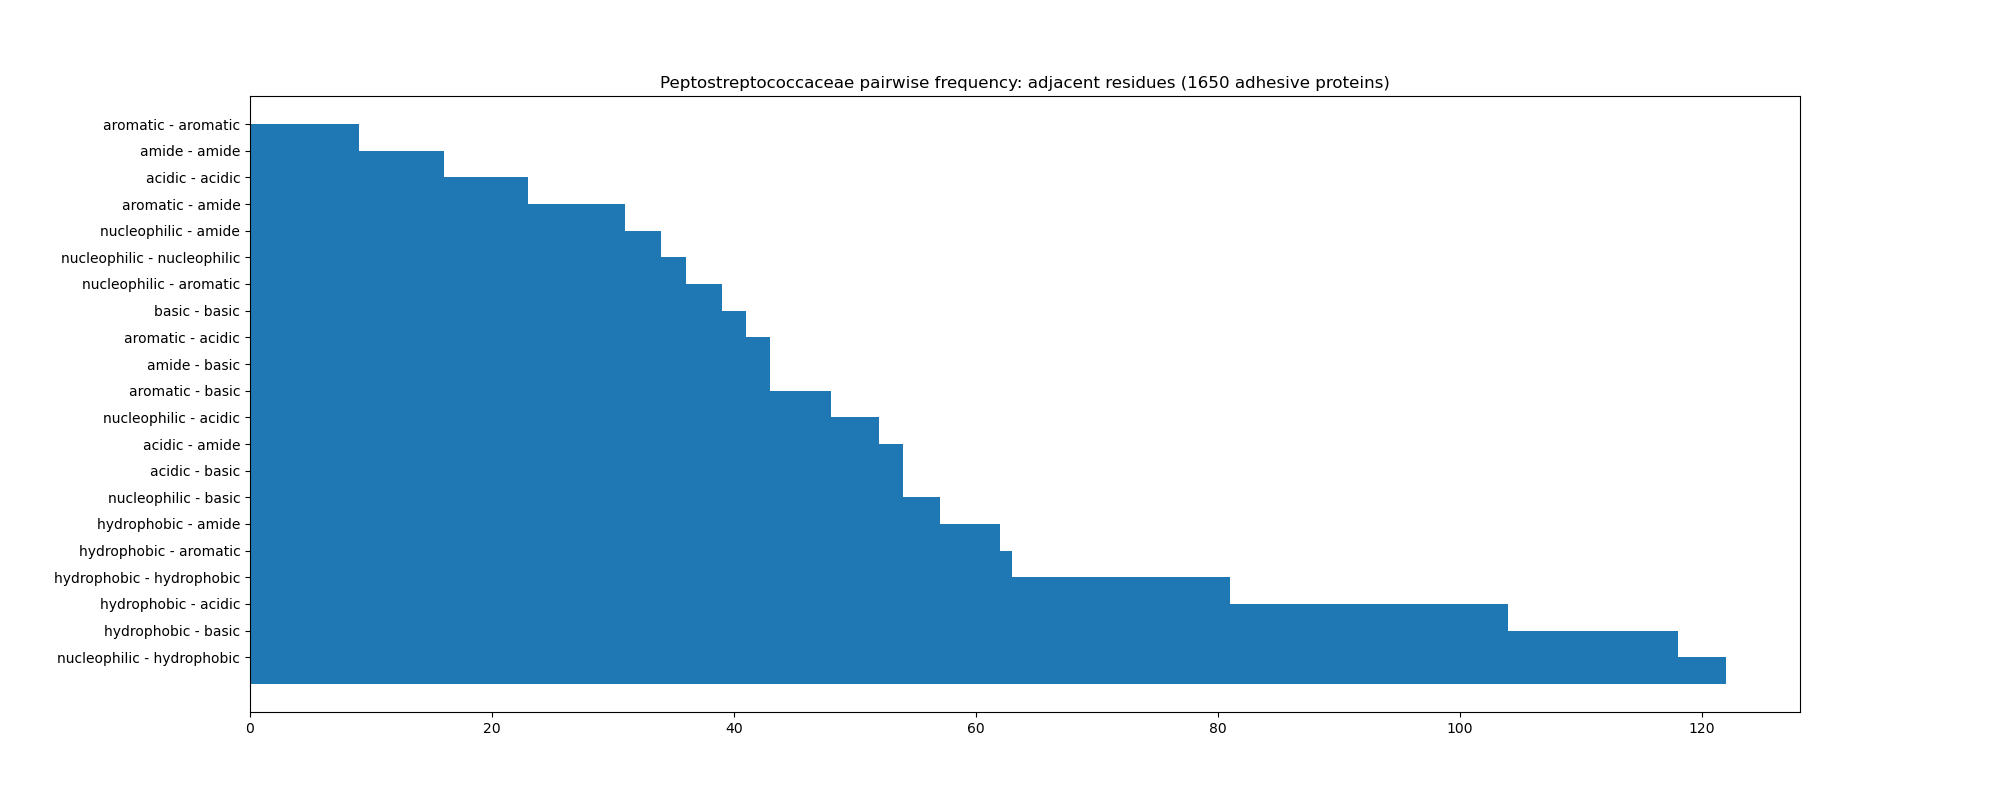 Peptostreptococcaceae pairwise frequency: adjacent residues (1650 adhesive proteins)
aromatic - aromatic
amide - amide
acidic - acidic
aromatic - amide
nucleophilic - amide
nucleophilic - nucleophilic
nucleophilic - aromatic
basic - basic
aromatic - acidic
amide - basic
aromatic - basic
nucleophilic - acidic
acidic - amide
acidic - basic
nucleophilic - basic
hydrophobic - amide
hydrophobic - aromatic
hydrophobic - hydrophobic
hydrophobic - acidic
hydrophobic - basic
nucleophilic - hydrophobic
0 20 40 60 80 100 120